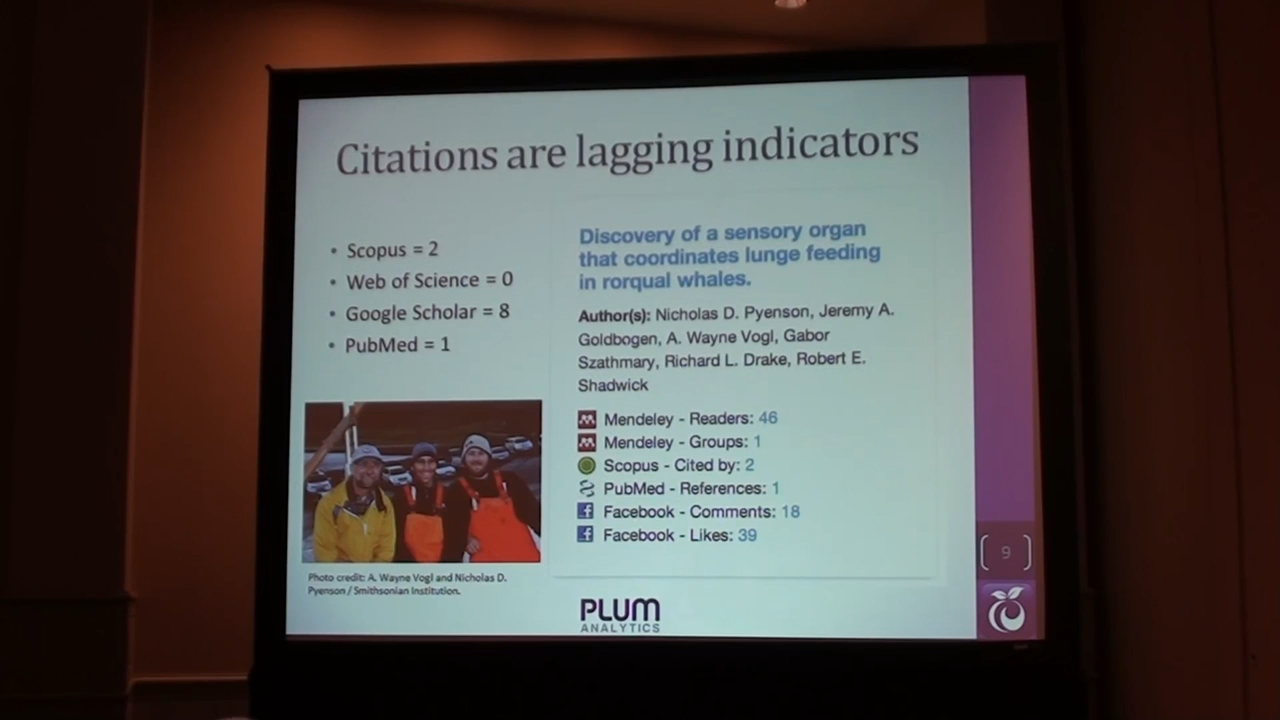 Citations are lagging indicators
• Scopus = 2
• Web of Science = 0
• Google Scholar = 8
• PubMed = 1
Photo credit: A. Wayne Vogl and Nicholas D.
Pyenson / Smithsonian Institution.
Discovery of a sensory organ
that coordinates lunge feeding
in rorqual whales.
Author(s): Nicholas D. Pyenson, Jeremy A.
Goldbogen, A. Wayne Vogl, Gabor
Szathmary, Richard L. Drake, Robert E.
Shadwick
Mendeley - Readers: 46
Mendeley - Groups: 1
Scopus - Cited by: 2
PubMed - References: 1
Facebook - Comments: 18
Facebook - Likes: 39
PLUM
ANALYTICS
[ 9 ]